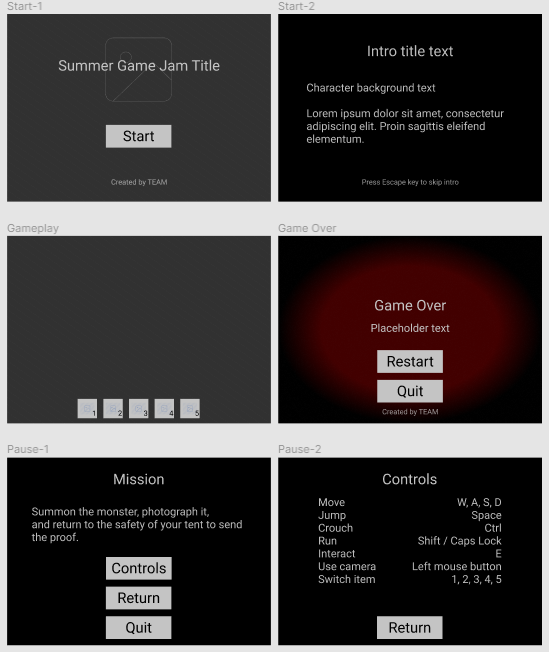 Start-1
Summer Game Jam Title
Start
Created by TEAM
Start-2
Intro title text
Character background text
Lorem ipsum dolor sit amet, consectetur
adipiscing elit. Proin sagittis eleifend
elementum.
Press Escape key to skip intro
Gameplay
1 2 3 4 5
Game Over
Game Over
Placeholder text
Restart
Quit
Created by TEAM
Pause-1
Mission
Summon the monster, photograph it,
and return to the safety of your tent to send
the proof.
Controls
Return
Quit
Pause-2
Controls
Move W, A, S, D
Jump Space
Crouch Ctrl
Run Shift / Caps Lock
Interact E
Use camera Left mouse button
Switch item 1, 2, 3, 4, 5
Return